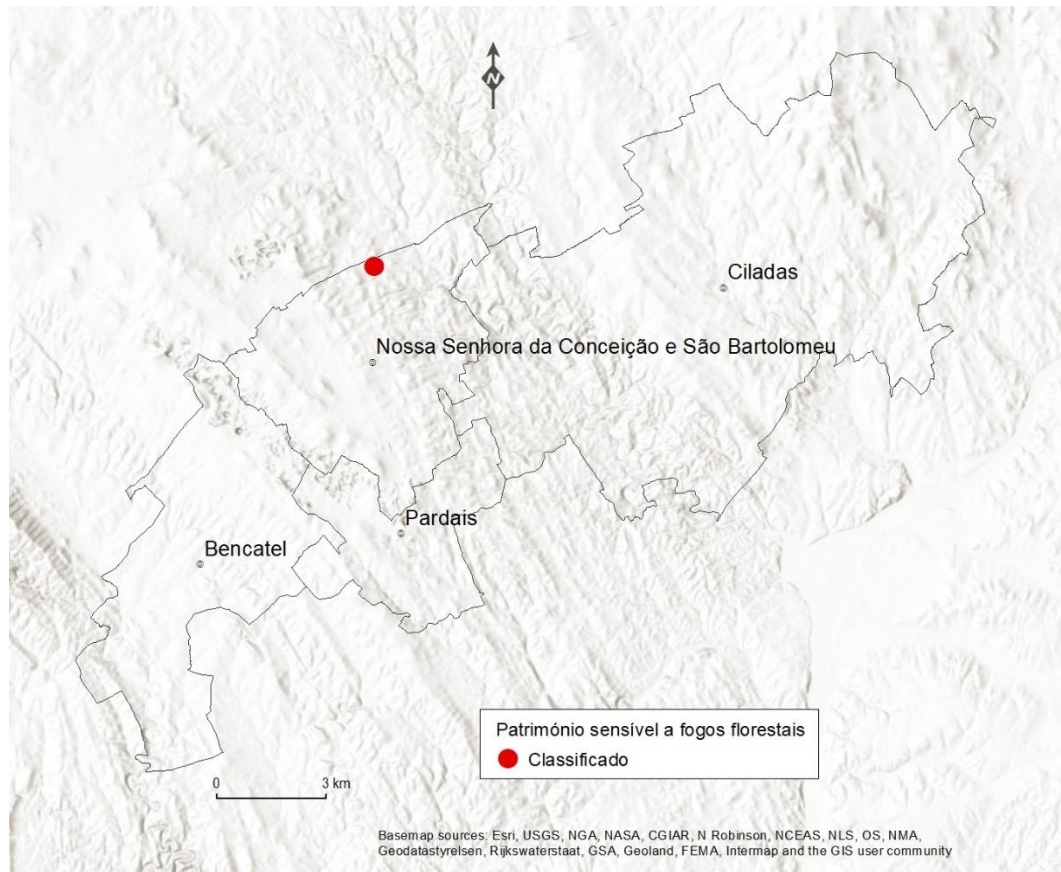 N
Ciladas
Nossa Senhora da Conceição e São Bartolomeu
Pardais
Bencatel
Património sensível a fogos florestais
Classificado
0 3 km
Basemap sources: Esri, USGS, NGA, NASA, CGIAR, N Robinson, NCEAS, NLS, OS, NMA,
Geodatastyrelsen, Rijkswaterstaat, GSA, Geoland, FEMA, Intermap and the GIS user community